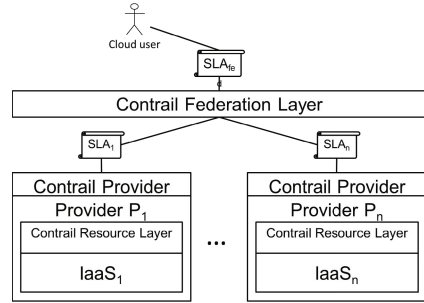 Cloud user
SLAfe
d
Contrail Federation Layer
SLA1
SLAn
Contrail Provider
Contrail Provider
Provider P1
Provider Pn
Contrail Resource Layer
Contrail Resource Layer
...
IaaS1
IaaSn